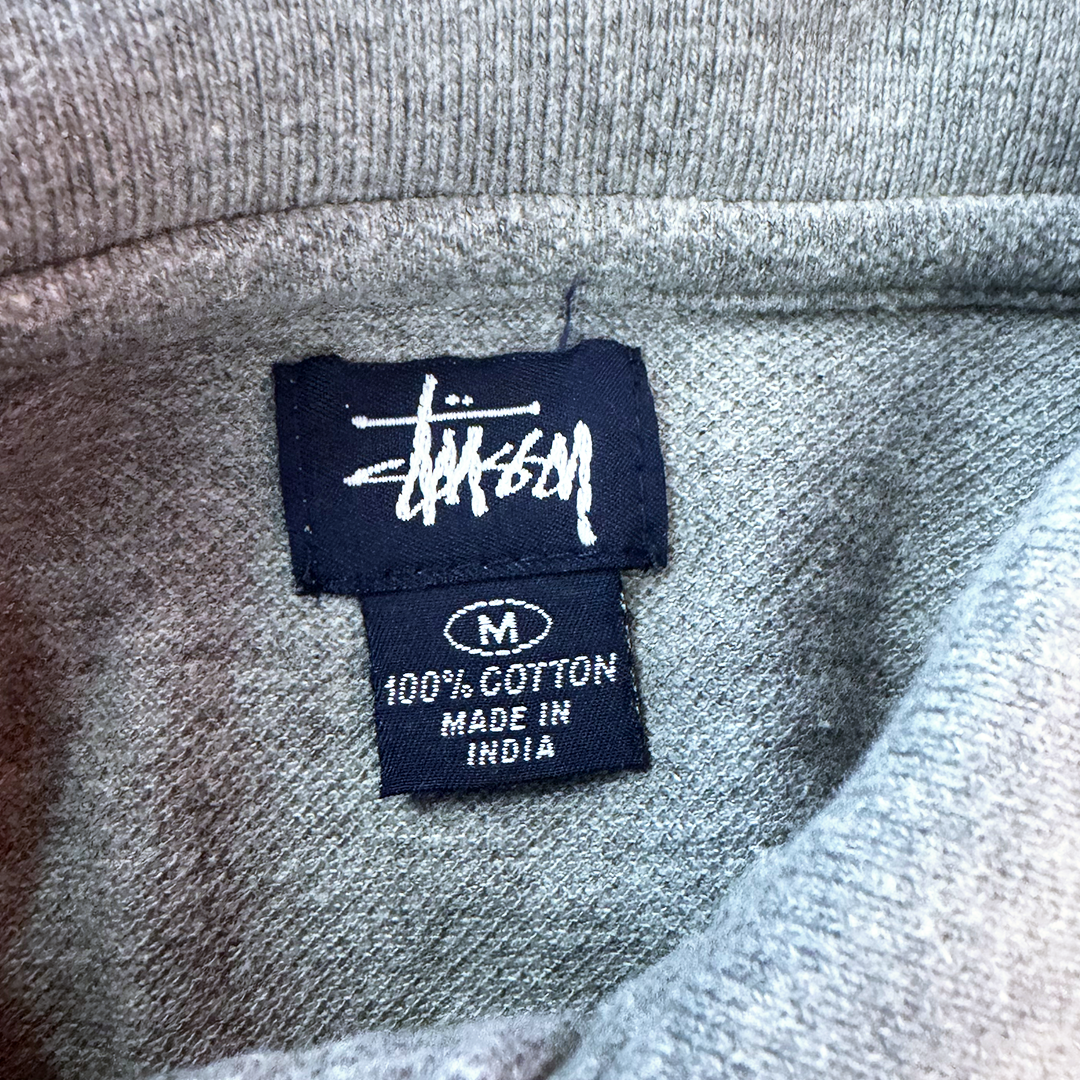 Stüssy
M
100% COTTON
MADE IN
INDIA